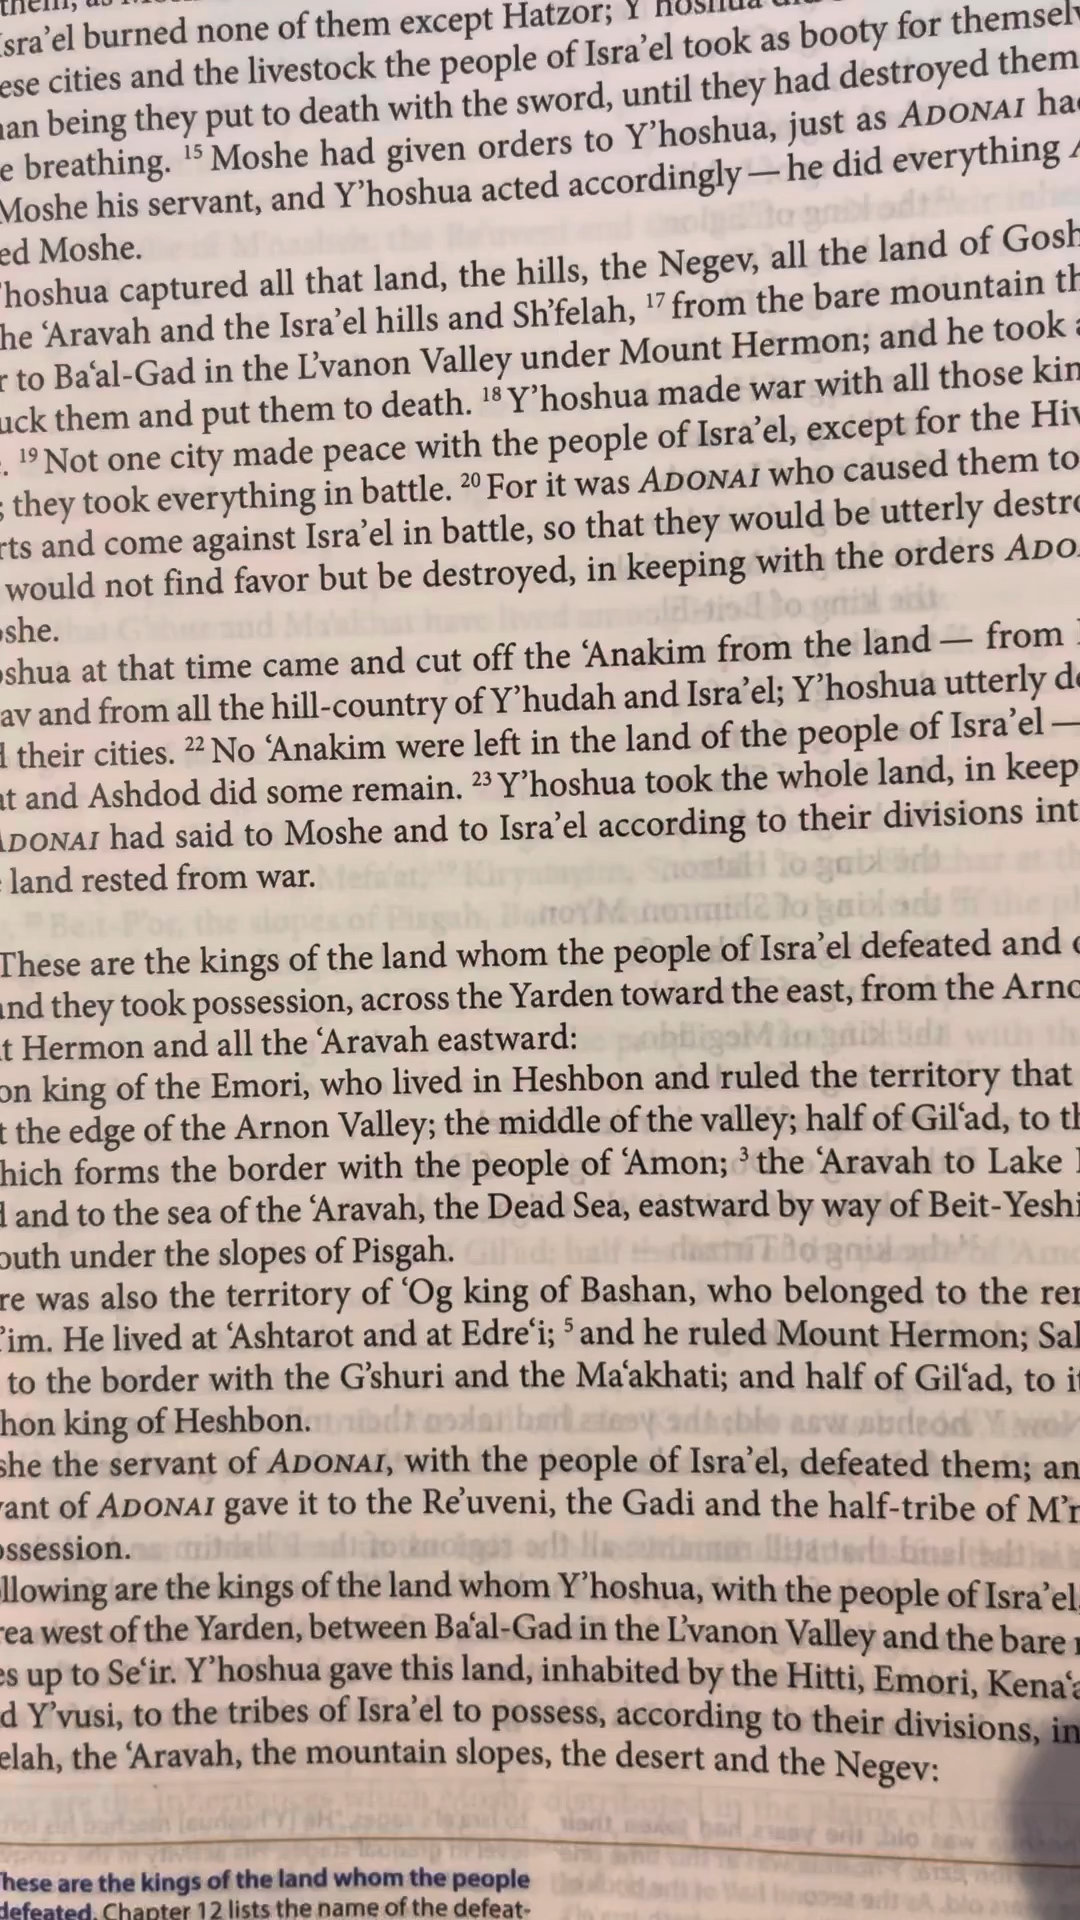 sra'el burned none of them except Hatzor; Y'hoshua
ese cities and the livestock the people of Isra'el took as booty for themselv
an being they put to death with the sword, until they had destroyed them
e breathing. 15 Moshe had given orders to Y'hoshua, just as ADONAI ha
Moshe his servant, and Y'hoshua acted accordingly — he did everything A
ed Moshe.
'hoshua captured all that land, the hills, the Negev, all the land of Gosh
he ‘Aravah and the Isra'el hills and Sh'felah, 17 from the bare mountain th
r to Ba‘al-Gad in the L'vanon Valley under Mount Hermon; and he took a
uck them and put them to death. 18 Y'hoshua made war with all those kin
. 19 Not one city made peace with the people of Isra'el, except for the Hiv
; they took everything in battle. 20 For it was ADONAI who caused them to
rts and come against Isra'el in battle, so that they would be utterly destro
would not find favor but be destroyed, in keeping with the orders ADO
oshe.
oshua at that time came and cut off the ‘Anakim from the land — from
av and from all the hill-country of Y'hudah and Isra'el; Y'hoshua utterly de
d their cities. 22 No ‘Anakim were left in the land of the people of Isra'el —
at and Ashdod did some remain. 23 Y'hoshua took the whole land, in keep
ADONAI had said to Moshe and to Isra'el according to their divisions int
e land rested from war.
These are the kings of the land whom the people of Isra'el defeated and o
and they took possession, across the Yarden toward the east, from the Arno
t Hermon and all the ‘Aravah eastward:
on king of the Emori, who lived in Heshbon and ruled the territory that
t the edge of the Arnon Valley; the middle of the valley; half of Gil‘ad, to th
hich forms the border with the people of ‘Amon; 3 the ‘Aravah to Lake
d and to the sea of the ‘Aravah, the Dead Sea, eastward by way of Beit-Yeshi
outh under the slopes of Pisgah.
re was also the territory of ‘Og king of Bashan, who belonged to the rem
'im. He lived at ‘Ashtarot and at Edre‘i; 5 and he ruled Mount Hermon; Sal
to the border with the G'shuri and the Ma‘akhati; and half of Gil‘ad, to it
hon king of Heshbon.
she the servant of ADONAI, with the people of Isra'el, defeated them; an
vant of ADONAI gave it to the Re'uveni, the Gadi and the half-tribe of M'n
ossession.
llowing are the kings of the land whom Y'hoshua, with the people of Isra'el,
rea west of the Yarden, between Ba‘al-Gad in the L'vanon Valley and the bare
es up to Se‘ir. Y'hoshua gave this land, inhabited by the Hitti, Emori, Kena‘a
d Y'vusi, to the tribes of Isra'el to possess, according to their divisions, in
elah, the ‘Aravah, the mountain slopes, the desert and the Negev:
These are the kings of the land whom the people
defeated. Chapter 12 lists the name of the defeat-